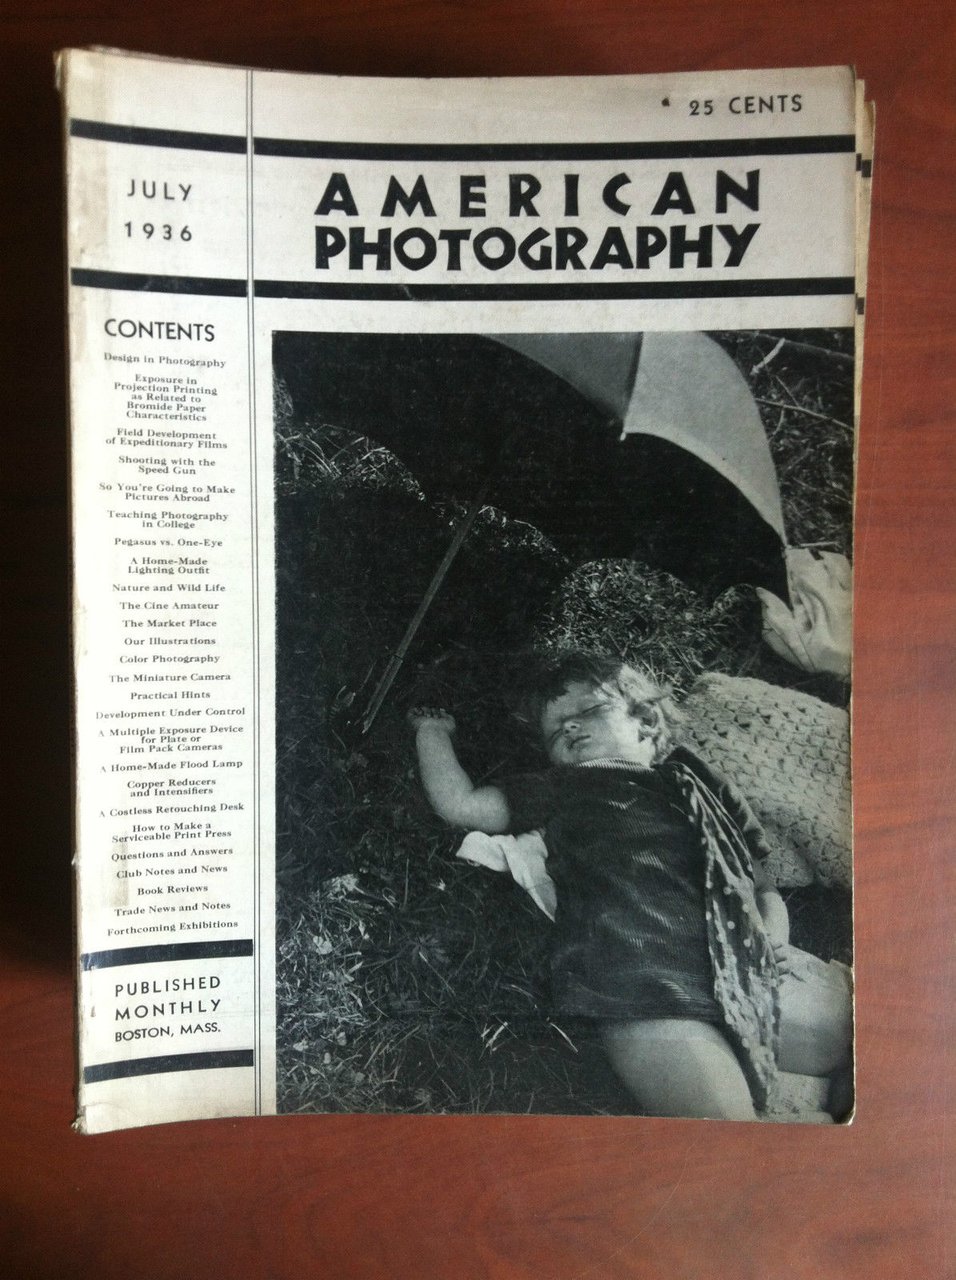 25 CENTS
JULY
1936
AMERICAN
PHOTOGRAPHY
CONTENTS
Design in Photography
Exposure in
Projection Printing
as Related to
Bromide Paper
Characteristics
Field Development
of Expeditionary Films
Shooting with the
Speed Gun
So You're Going to Make
Pictures Abroad
Teaching Photography
in College
Pegasus vs. One-Eye
A Home-Made
Lighting Outfit
Nature and Wild Life
The Cine Amateur
The Market Place
Our Illustrations
Color Photography
The Miniature Camera
Practical Hints
Development Under Control
A Multiple Exposure Device
for Plate or
Film Pack Cameras
A Home-Made Flood Lamp
Copper Reducers
and Intensifiers
A Costless Retouching Desk
How to Make a
Serviceable Print Press
Questions and Answers
Club Notes and News
Book Reviews
Trade News and Notes
Forthcoming Exhibitions
PUBLISHED
MONTHLY
BOSTON, MASS.